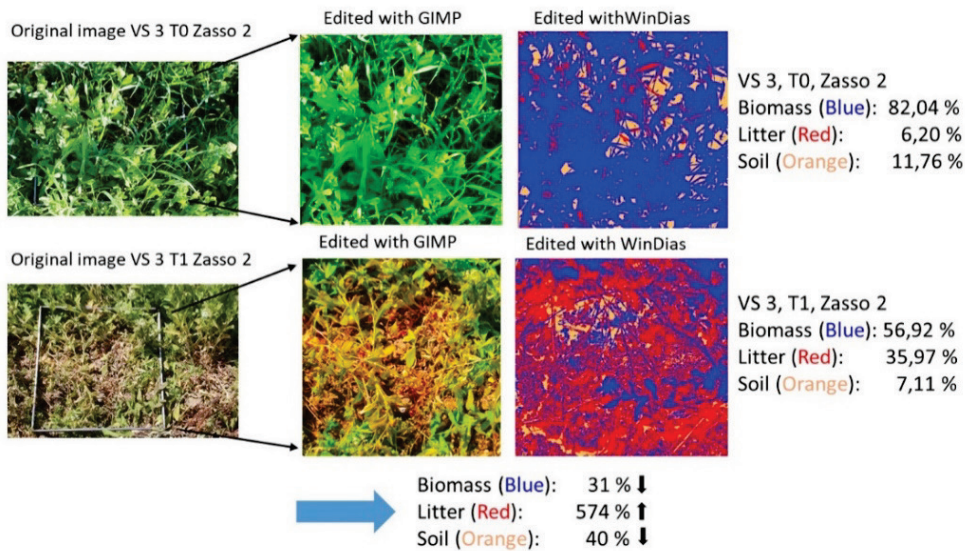 Original image VS 3 T0 Zasso 2
Edited with GIMP
Edited withWinDias
VS 3, T0, Zasso 2
Biomass (Blue): 82,04 %
Litter (Red): 6,20 %
Soil (Orange): 11,76 %
Original image VS 3 T1 Zasso 2
Edited with GIMP
Edited with WinDias
VS 3, T1, Zasso 2
Biomass (Blue): 56,92 %
Litter (Red): 35,97 %
Soil (Orange): 7,11 %
Biomass (Blue): 31 % ⬇
Litter (Red): 574 % ⬆
Soil (Orange): 40 % ⬇